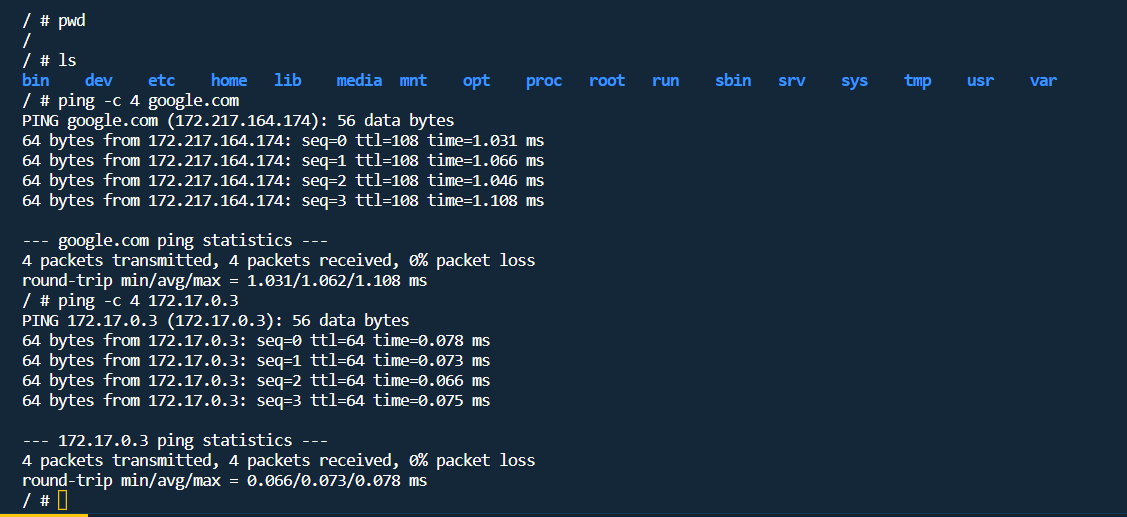 / # pwd
/
/ # ls
bin    dev    etc    home   lib    media  mnt    opt    proc   root   run    sbin   srv    sys    tmp    usr    var
/ # ping -c 4 google.com
PING google.com (172.217.164.174): 56 data bytes
64 bytes from 172.217.164.174: seq=0 ttl=108 time=1.031 ms
64 bytes from 172.217.164.174: seq=1 ttl=108 time=1.066 ms
64 bytes from 172.217.164.174: seq=2 ttl=108 time=1.046 ms
64 bytes from 172.217.164.174: seq=3 ttl=108 time=1.108 ms

--- google.com ping statistics ---
4 packets transmitted, 4 packets received, 0% packet loss
round-trip min/avg/max = 1.031/1.062/1.108 ms
/ # ping -c 4 172.17.0.3
PING 172.17.0.3 (172.17.0.3): 56 data bytes
64 bytes from 172.17.0.3: seq=0 ttl=64 time=0.078 ms
64 bytes from 172.17.0.3: seq=1 ttl=64 time=0.073 ms
64 bytes from 172.17.0.3: seq=2 ttl=64 time=0.066 ms
64 bytes from 172.17.0.3: seq=3 ttl=64 time=0.075 ms

--- 172.17.0.3 ping statistics ---
4 packets transmitted, 4 packets received, 0% packet loss
round-trip min/avg/max = 0.066/0.073/0.078 ms
/ #